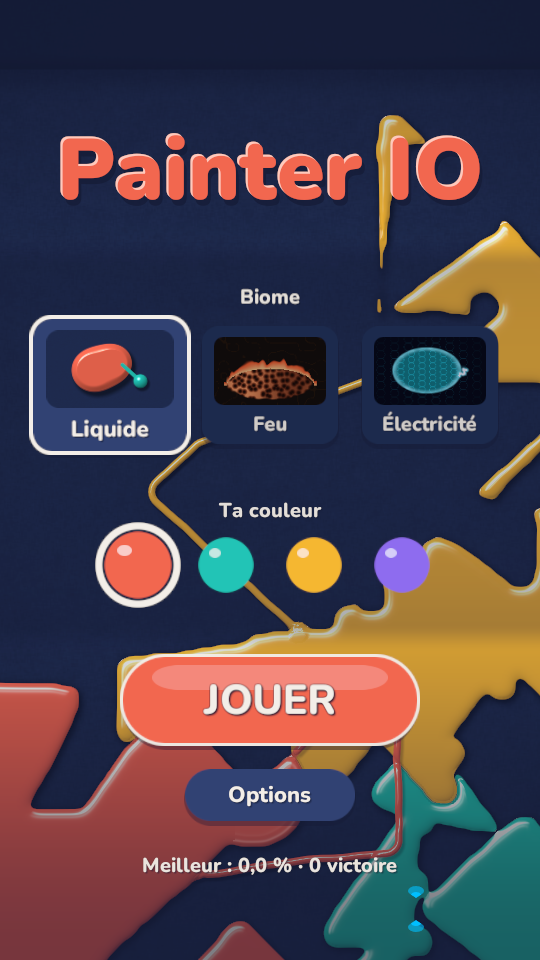 Painter IO
Biome
Liquide
Feu
Électricité
Ta couleur
JOUER
Options
Meilleur : 0,0 % · 0 victoire